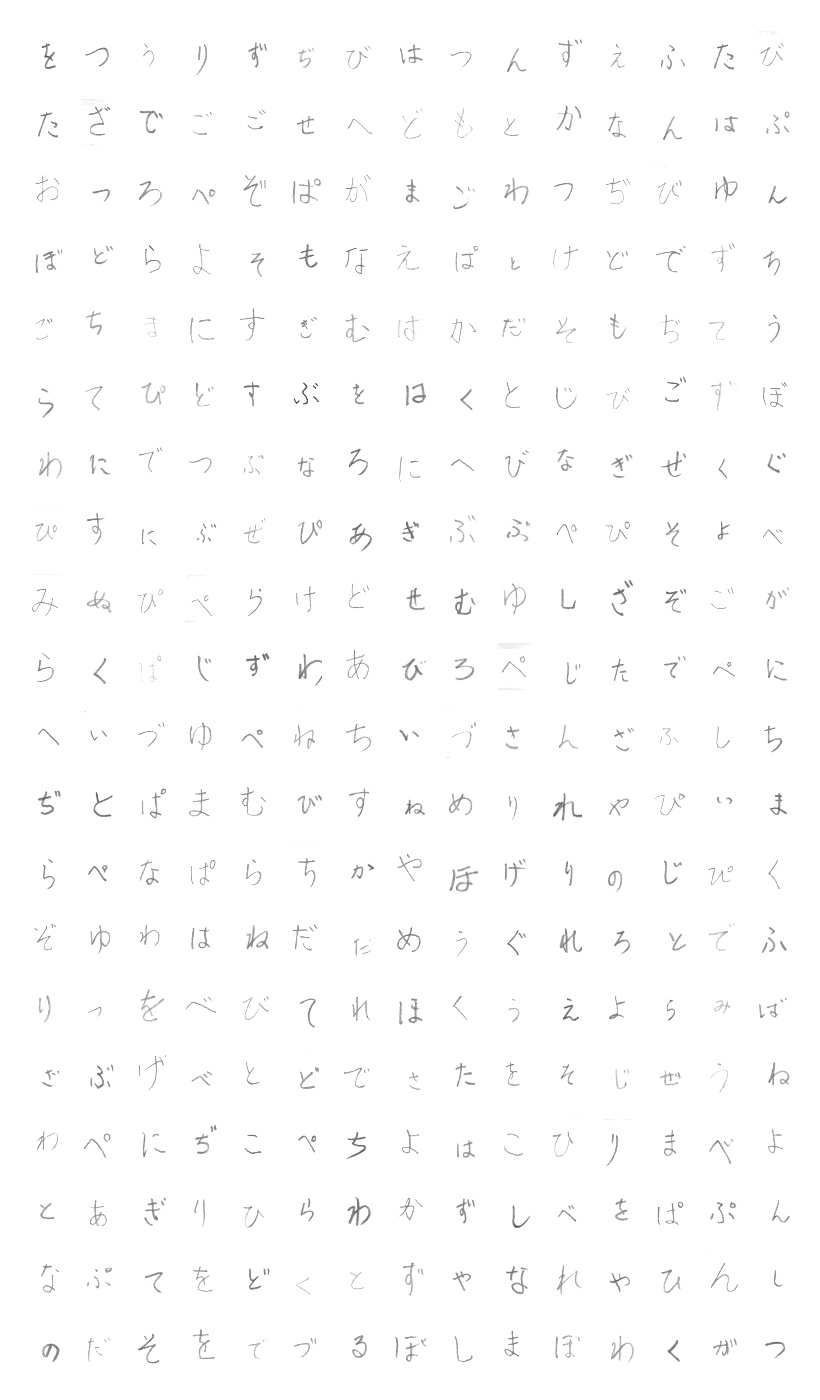 をつぅりずぢびはつんずえふたび
たざでごごせへどもとかなんはぷ
おっろぺぞぱがまごわつぢびゆん
ぼどらよそもなえぱとけどでずち
ごちまにすぎむはかだそもぢてう
らてぴどすぶをはくとじびごずぼ
わにでつぶなろにへびなぎぜくぐ
ぴすにぶぜぴあぎぶぶぺぴそよべ
みぬぴぺらけどせむゆしざぞごが
らくぱじずわあびろぺじたでぺに
へいづゆぺねちいづさんざふしち
ぢとぱまむびすねめりれやぴぃま
らぺなぱらちかやほげりのじぴく
ぞゆわはねだだめうぐれろとでふ
りっをべびてれほくぅえよらみば
ざぶげべとどでさたをそじぜうね
わぺにぢこぺちよはこひりまべよ
とあぎりひらわかずしべをぱぷん
なぷてをどくとずやなれやひんし
のだそをでづるぼしまぼわくがつ